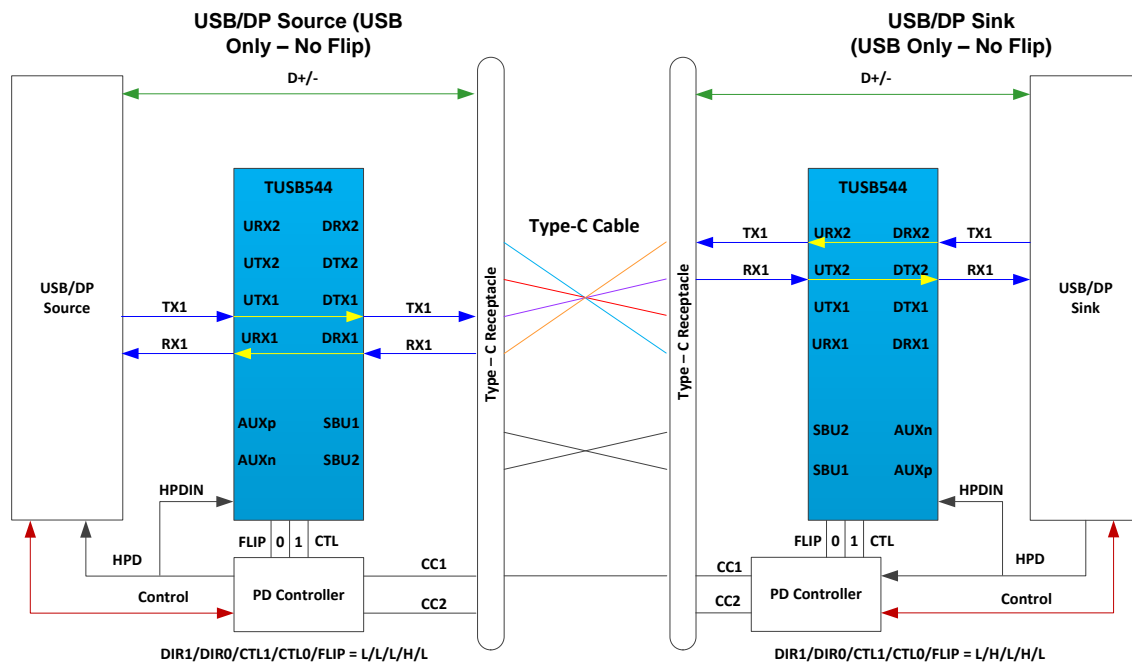 USB/DP Source (USB
Only – No Flip)
USB/DP Sink
(USB Only – No Flip)
D+/-
D+/-
TUSB544
TUSB544
URX2 DRX2
UTX2 DTX2
UTX1 DTX1
URX1 DRX1
AUXp SBU1
AUXn SBU2
USB/DP
Source
TX1
TX1
RX1
RX1
Type – C Receptacle
Type-C Cable
Type – C Receptacle
TX1
RX1
URX2 DRX2
UTX2 DTX2
UTX1 DTX1
URX1 DRX1
SBU2 AUXn
SBU1 AUXp
TX1
RX1
USB/DP
Sink
HPDIN
HPDIN
FLIP 0 1 CTL
FLIP 0 1 CTL
HPD
HPD
Control
Control
PD Controller
PD Controller
CC1
CC2
CC1
CC2
DIR1/DIR0/CTL1/CTL0/FLIP = L/L/L/H/L
DIR1/DIR0/CTL1/CTL0/FLIP = L/H/L/H/L